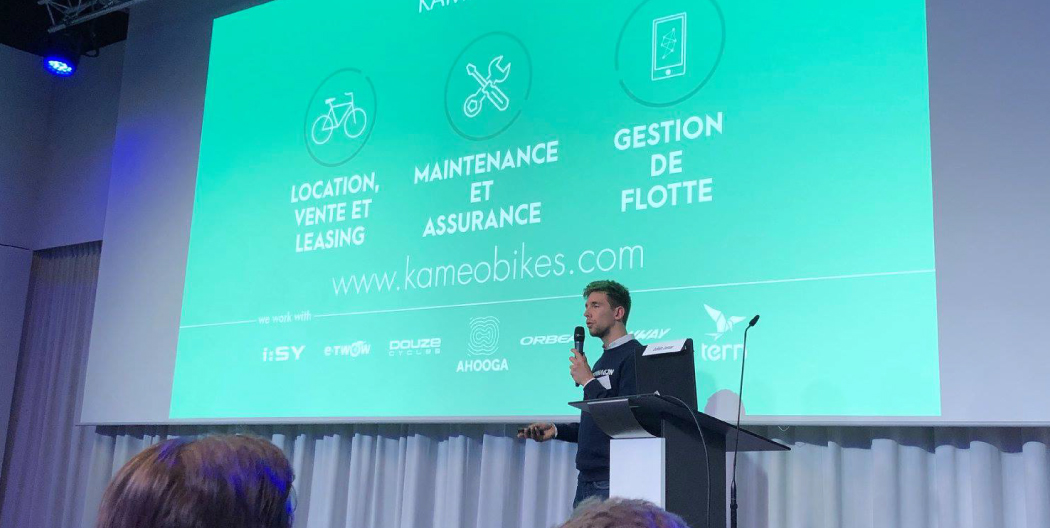 KAMEO
LOCATION,
VENTE ET
LEASING
MAINTENANCE
ET
ASSURANCE
GESTION
DE
FLOTTE
www.kameobikes.com
we work with
i:SY
e-TWOW
DOUZE
CYCLES
AHOOGA
ORBEA